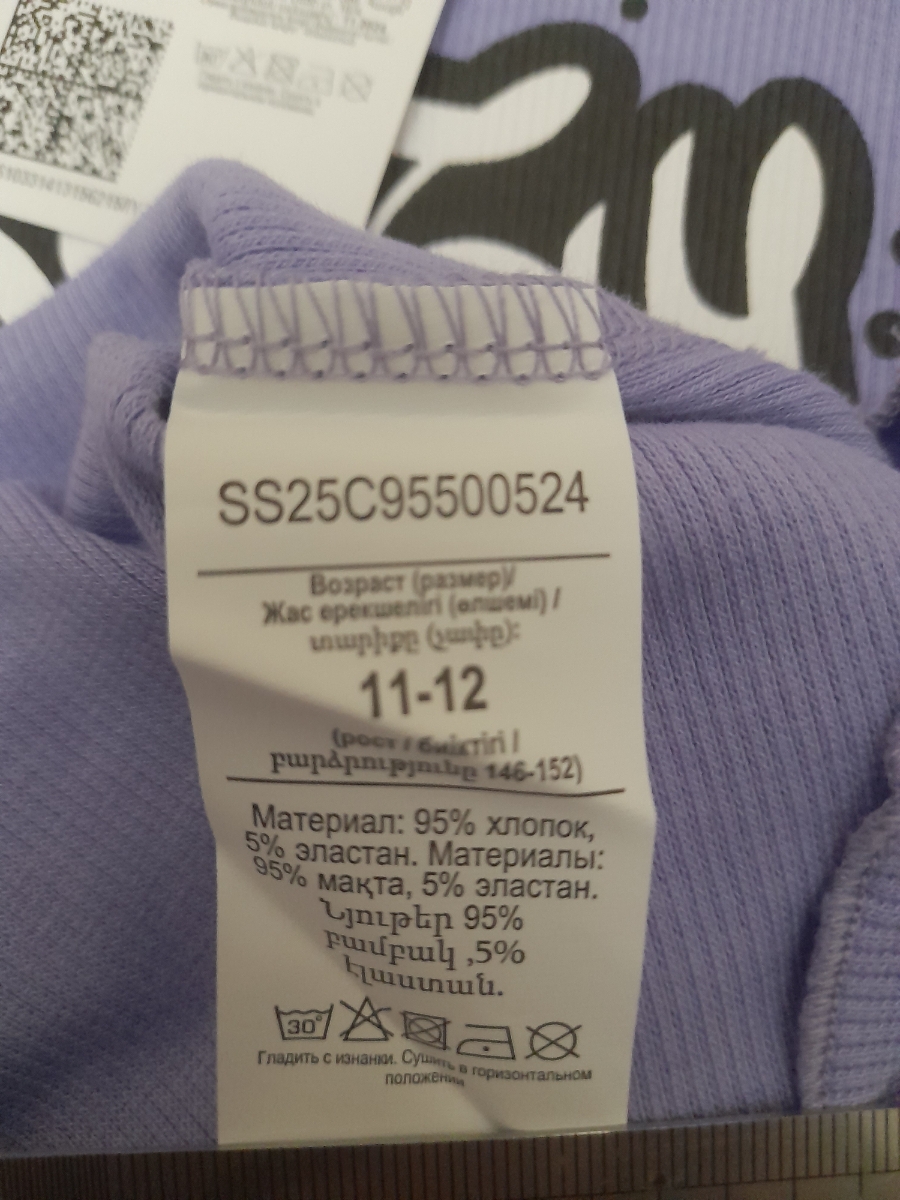 SS25C95500524
Возраст (размер)/
Жас ерекшелігі (өлшемі) /
տարիքը (չափը):
11-12
(рост / биіктігі /
բարձրությունը 146-152)
Материал: 95% хлопок,
5% эластан. Материалы:
95% мақта, 5% эластан.
Նյութեր 95%
բամբակ ,5%
էլաստան.
30°
Гладить с изнанки. Сушить в горизонтальном
положении